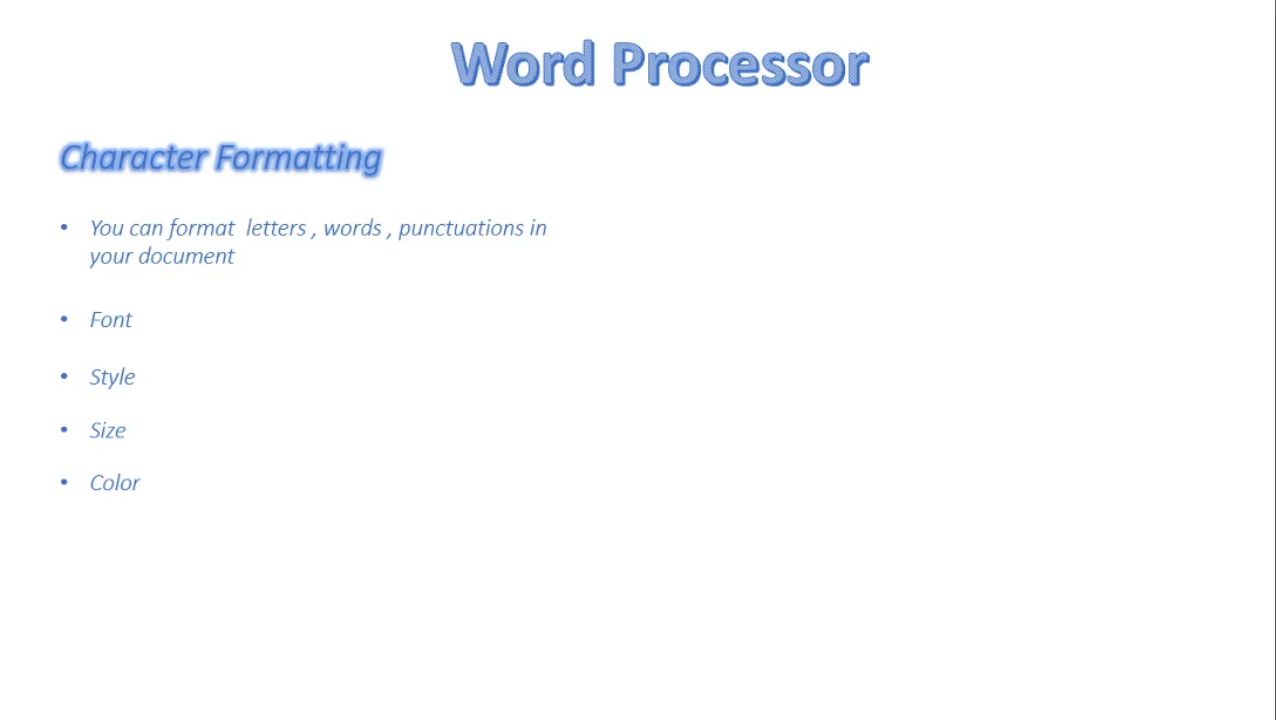 Word Processor
Character Formatting
• You can format  letters , words , punctuations in
your document
• Font
• Style
• Size
• Color